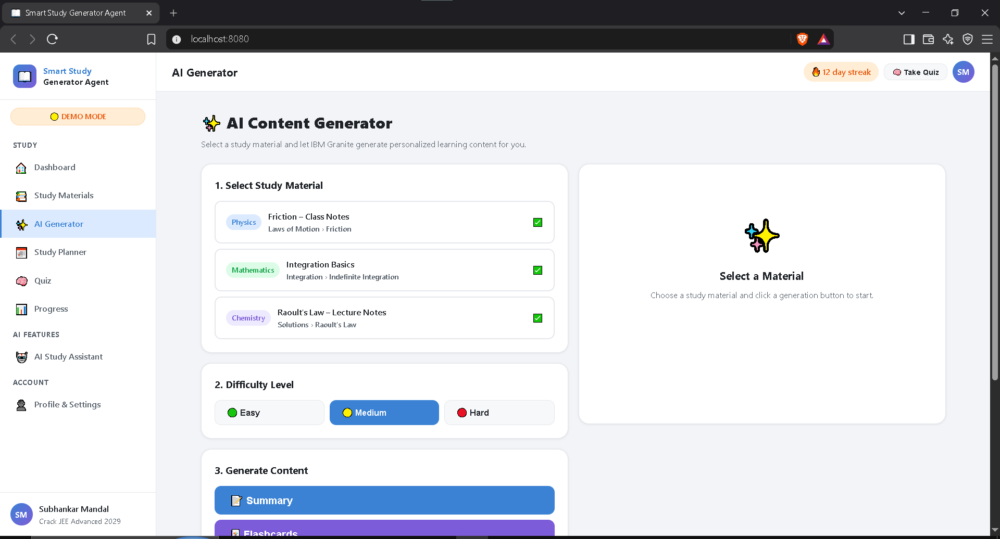 Smart Study Generator Agent
localhost:8080
Smart Study
Generator Agent
DEMO MODE
STUDY
Dashboard
Study Materials
AI Generator
Study Planner
Quiz
Progress
AI FEATURES
AI Study Assistant
ACCOUNT
Profile & Settings
SM
Subhankar Mandal
Crack JEE Advanced 2029
AI Generator
12 day streak
Take Quiz
SM
AI Content Generator
Select a study material and let IBM Granite generate personalized learning content for you.
1. Select Study Material
Physics
Friction – Class Notes
Laws of Motion › Friction
Mathematics
Integration Basics
Integration › Indefinite Integration
Chemistry
Raoult's Law – Lecture Notes
Solutions › Raoult's Law
2. Difficulty Level
Easy
Medium
Hard
3. Generate Content
Summary
Flashcards
Select a Material
Choose a study material and click a generation button to start.